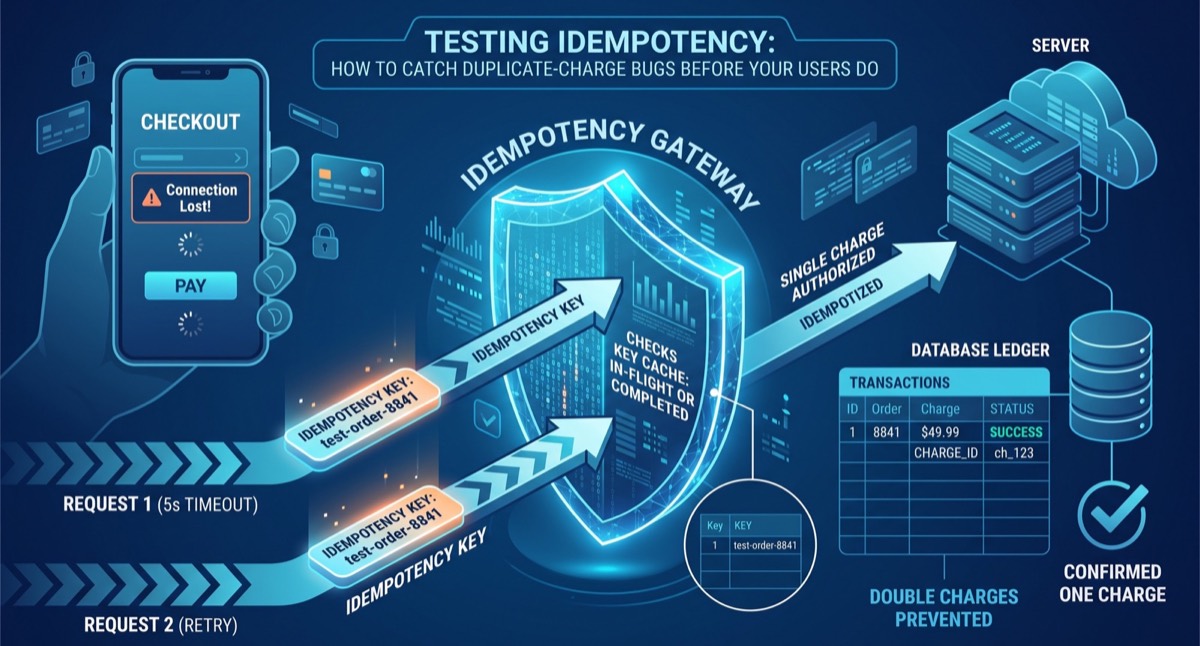 TESTING IDEMPOTENCY:
HOW TO CATCH DUPLICATE-CHARGE BUGS BEFORE YOUR USERS DO
SERVER
CHECKOUT
Connection
Lost!
PAY
IDEMPOTENCY GATEWAY
IDEMPOTENCY KEY
CHECKS
KEY CACHE:
IN-FLIGHT OR
COMPLETED
SINGLE CHARGE
AUTHORIZED
IDEMPOTIZED
IDEMPOTENCY KEY:
test-order-8841
REQUEST 1 (5s TIMEOUT)
IDEMPOTENCY KEY:
test-order-8841
IDEMPOTENCY KEY
REQUEST 2 (RETRY)
Key KEY
1 test-order-8841
DATABASE LEDGER
TRANSACTIONS
ID Order Charge STATUS
1 8841 $49.99 SUCCESS
CHARGE_ID ch_123
DOUBLE CHARGES
PREVENTED
CONFIRMED
ONE CHARGE